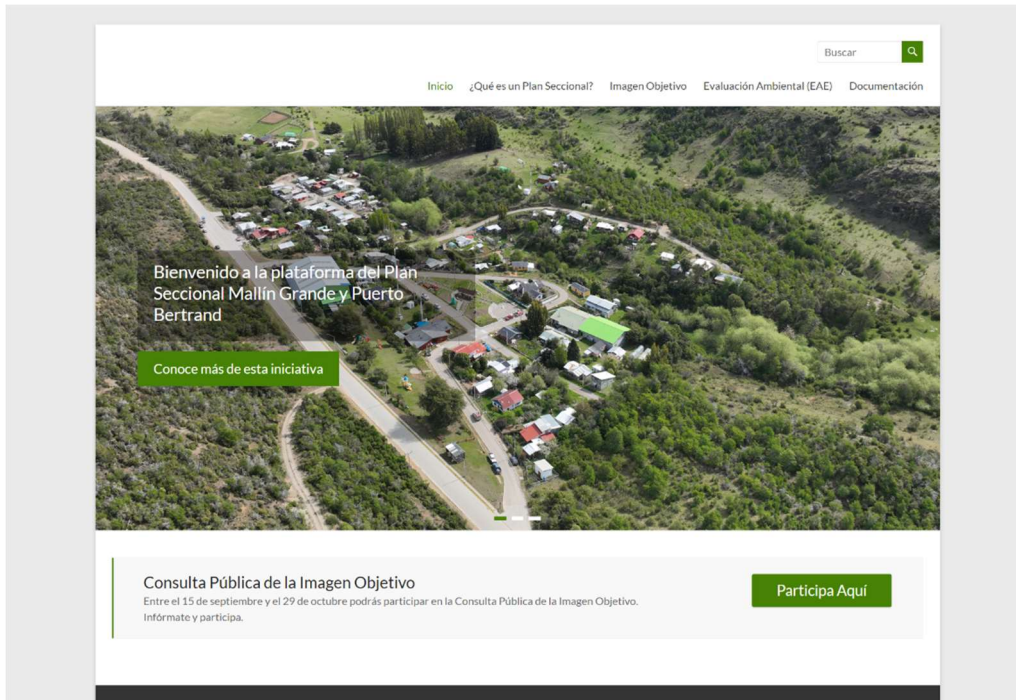 Buscar
Inicio ¿Qué es un Plan Seccional? Imagen Objetivo Evaluación Ambiental (EAE) Documentación
Bienvenido a la plataforma del Plan
Seccional Mallín Grande y Puerto
Bertrand
Conoce más de esta iniciativa
Consulta Pública de la Imagen Objetivo
Entre el 15 de septiembre y el 29 de octubre podrás participar en la Consulta Pública de la Imagen Objetivo.
Infórmate y participa.
Participa Aquí